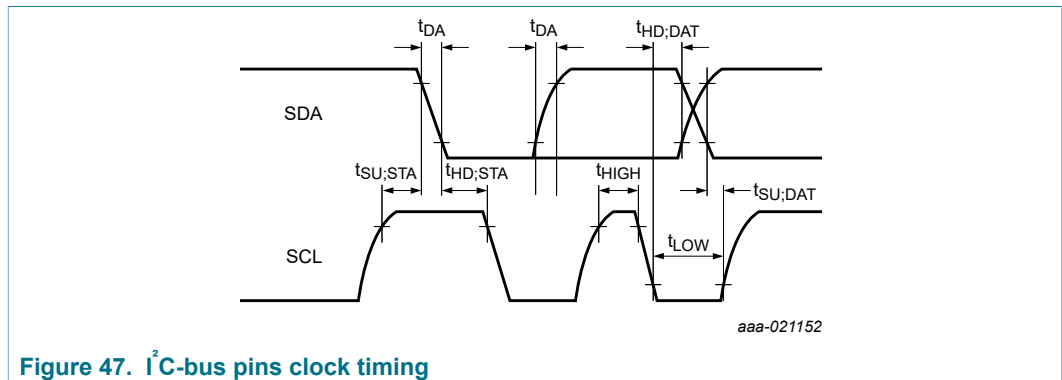 tDA
tDA
tHD;DAT
SDA
tSU;STA
tHD;STA
tHIGH
tSU;DAT
SCL
tLOW
aaa-021152
Figure 47. I²C-bus pins clock timing